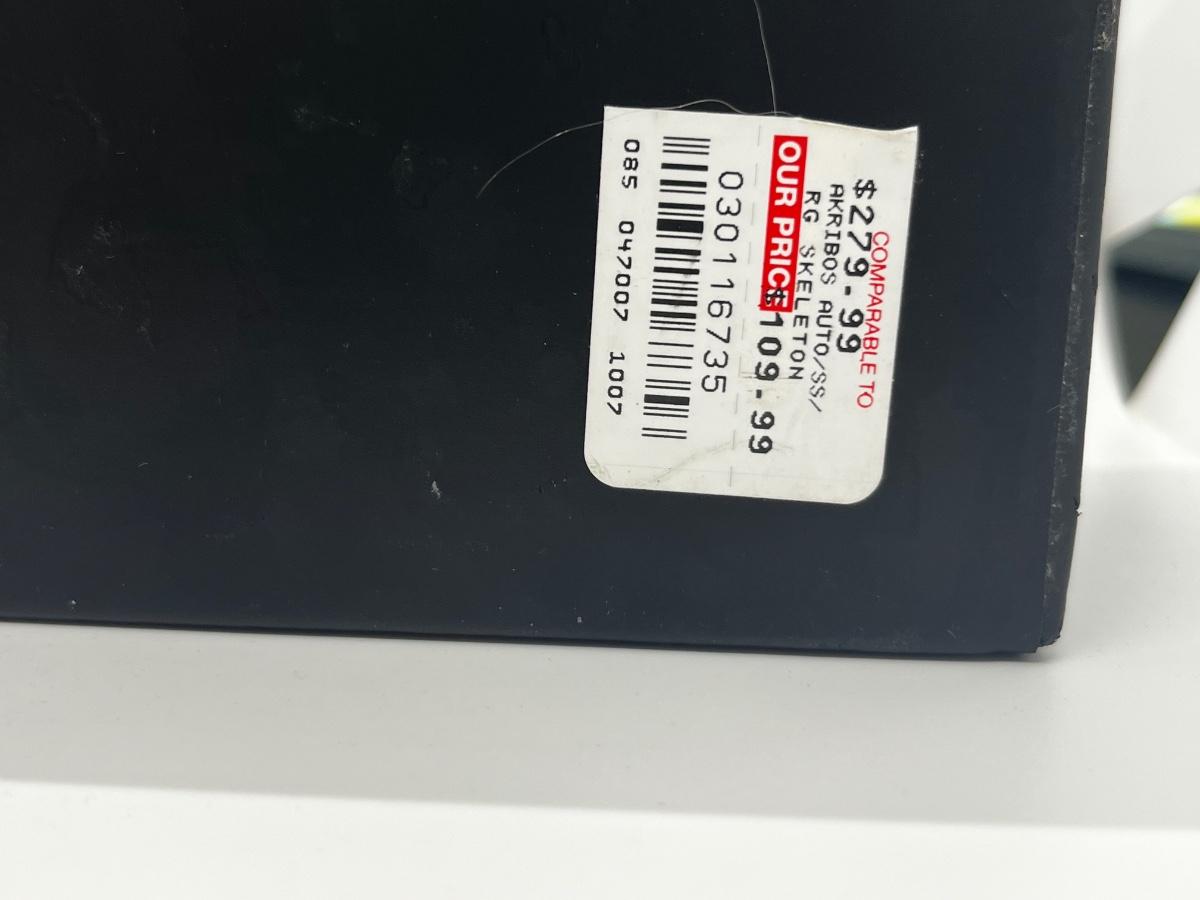 COMPARABLE TO
$279.99
AKRIBOS AUTO/SS/
RG SKELETON
OUR PRICE
$109.99
030116735
085 047007 1007